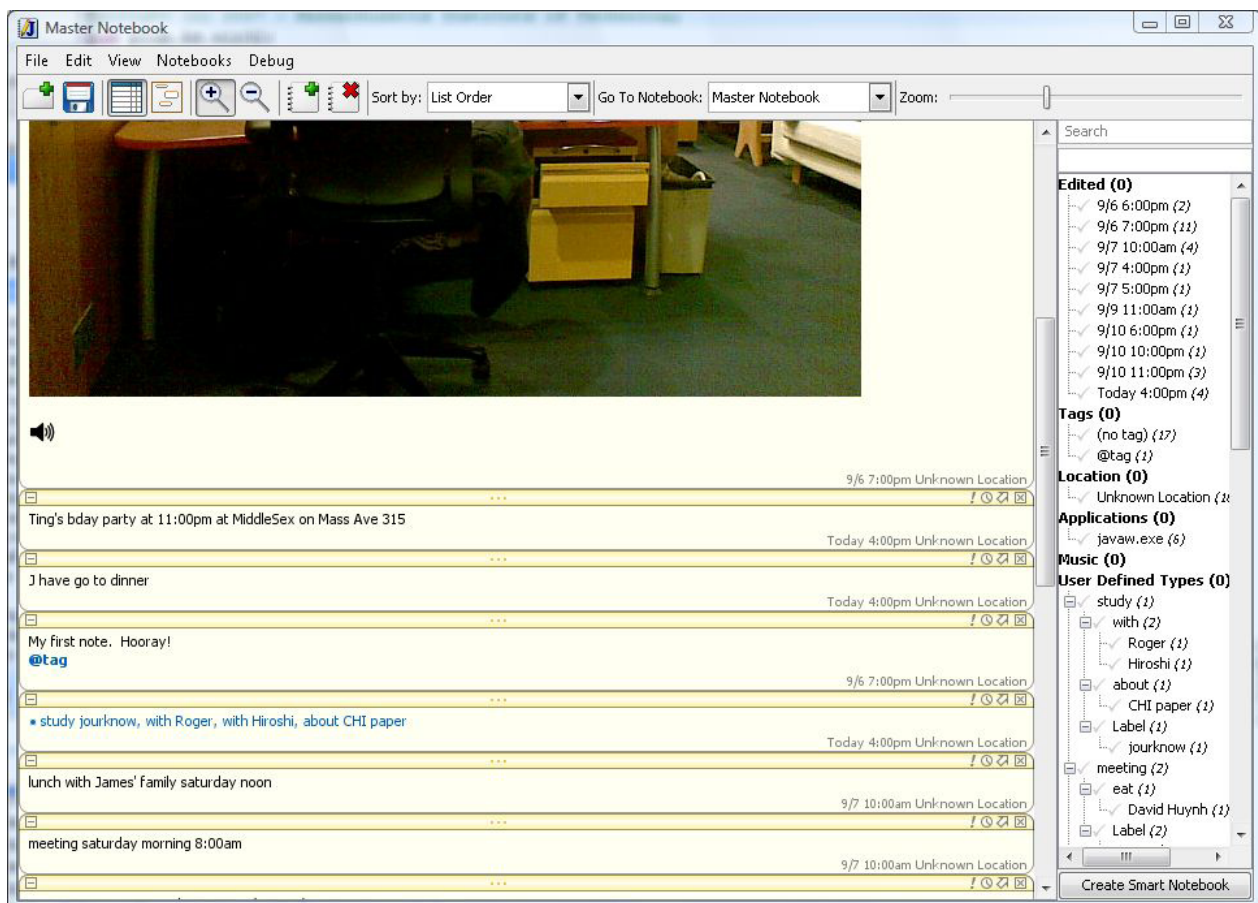 Master Notebook
File Edit View Notebooks Debug
Sort by: List Order Go To Notebook: Master Notebook Zoom:
9/6 7:00pm Unknown Location
Ting's bday party at 11:00pm at MiddleSex on Mass Ave 315
Today 4:00pm Unknown Location
J have go to dinner
Today 4:00pm Unknown Location
My first note. Hooray!
@tag
9/6 7:00pm Unknown Location
• study jourknow, with Roger, with Hiroshi, about CHI paper
Today 4:00pm Unknown Location
lunch with James' family saturday noon
9/7 10:00am Unknown Location
meeting saturday morning 8:00am
9/7 10:00am Unknown Location
Search
Edited (0)
9/6 6:00pm (2)
9/6 7:00pm (11)
9/7 10:00am (4)
9/7 4:00pm (1)
9/7 5:00pm (1)
9/9 11:00am (1)
9/10 6:00pm (1)
9/10 10:00pm (1)
9/10 11:00pm (3)
Today 4:00pm (4)
Tags (0)
(no tag) (17)
@tag (1)
Location (0)
Unknown Location
Applications (0)
javaw.exe (6)
Music (0)
User Defined Types (0)
study (1)
with (2)
Roger (1)
Hiroshi (1)
about (1)
CHI paper (1)
Label (1)
jourknow (1)
meeting (2)
eat (1)
David Huynh (1)
Label (2)
Create Smart Notebook